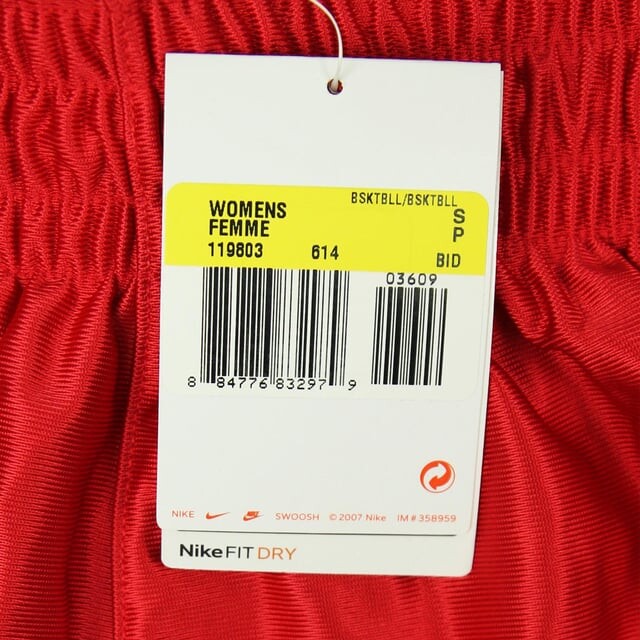 BSKTBLL/BSKTBLL
WOMENS S
FEMME P
119803 614 BID
03609
8 84776 83297 9
NIKE SWOOSH © 2007 Nike IM # 358959
NikeFIT DRY